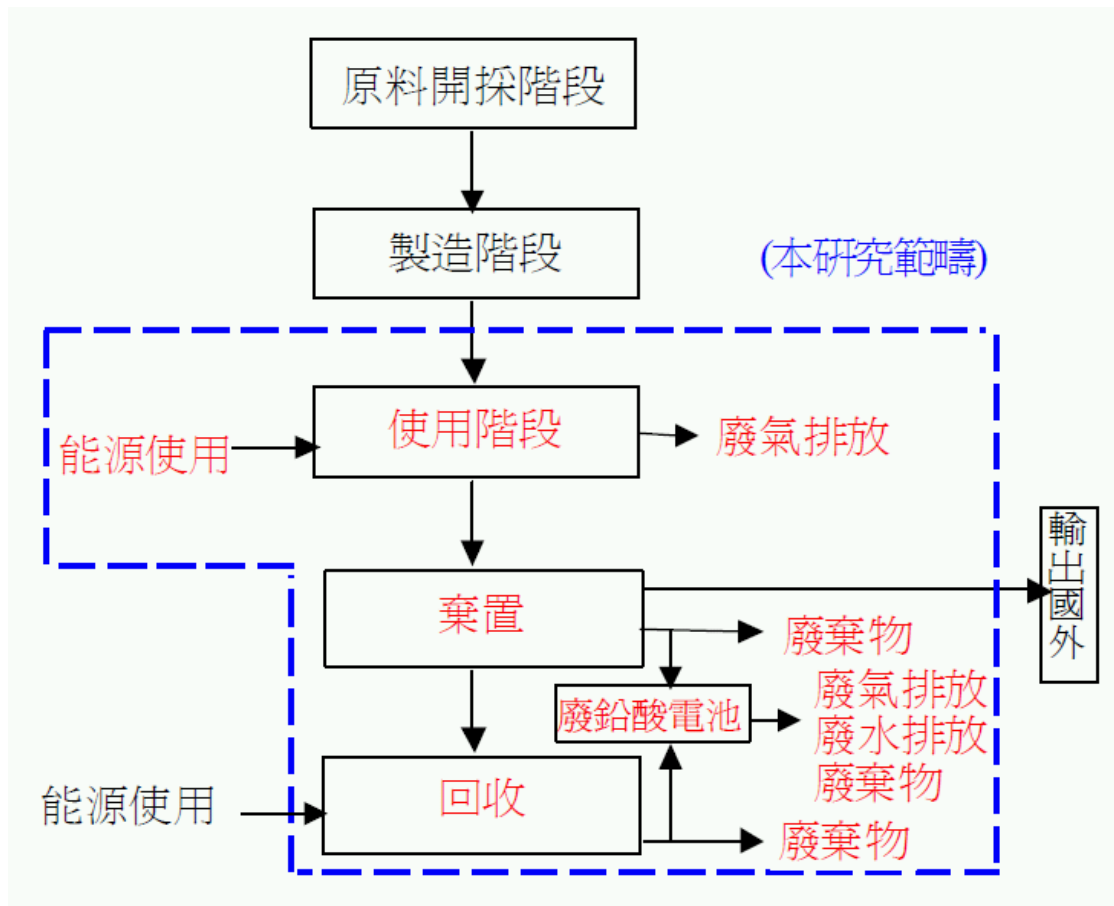 原料開採階段
製造階段
(本研究範疇)
使用階段
能源使用
廢氣排放
棄置
輸出國外
廢棄物
廢鉛酸電池
廢氣排放
廢水排放
廢棄物
回收
能源使用
廢棄物